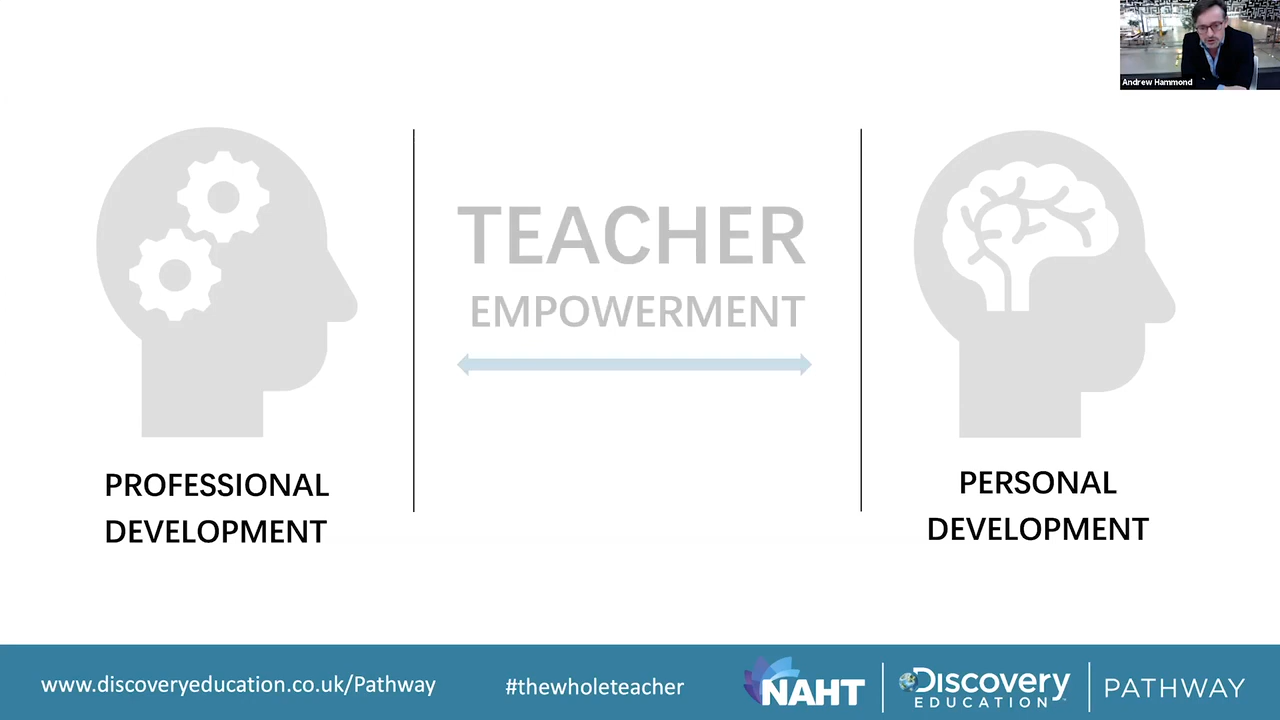 Andrew Hammond
TEACHER
EMPOWERMENT
PROFESSIONAL
DEVELOPMENT
PERSONAL
DEVELOPMENT
www.discoveryeducation.co.uk/Pathway
#thewholeteacher
NAHT
Discovery
EDUCATION
PATHWAY